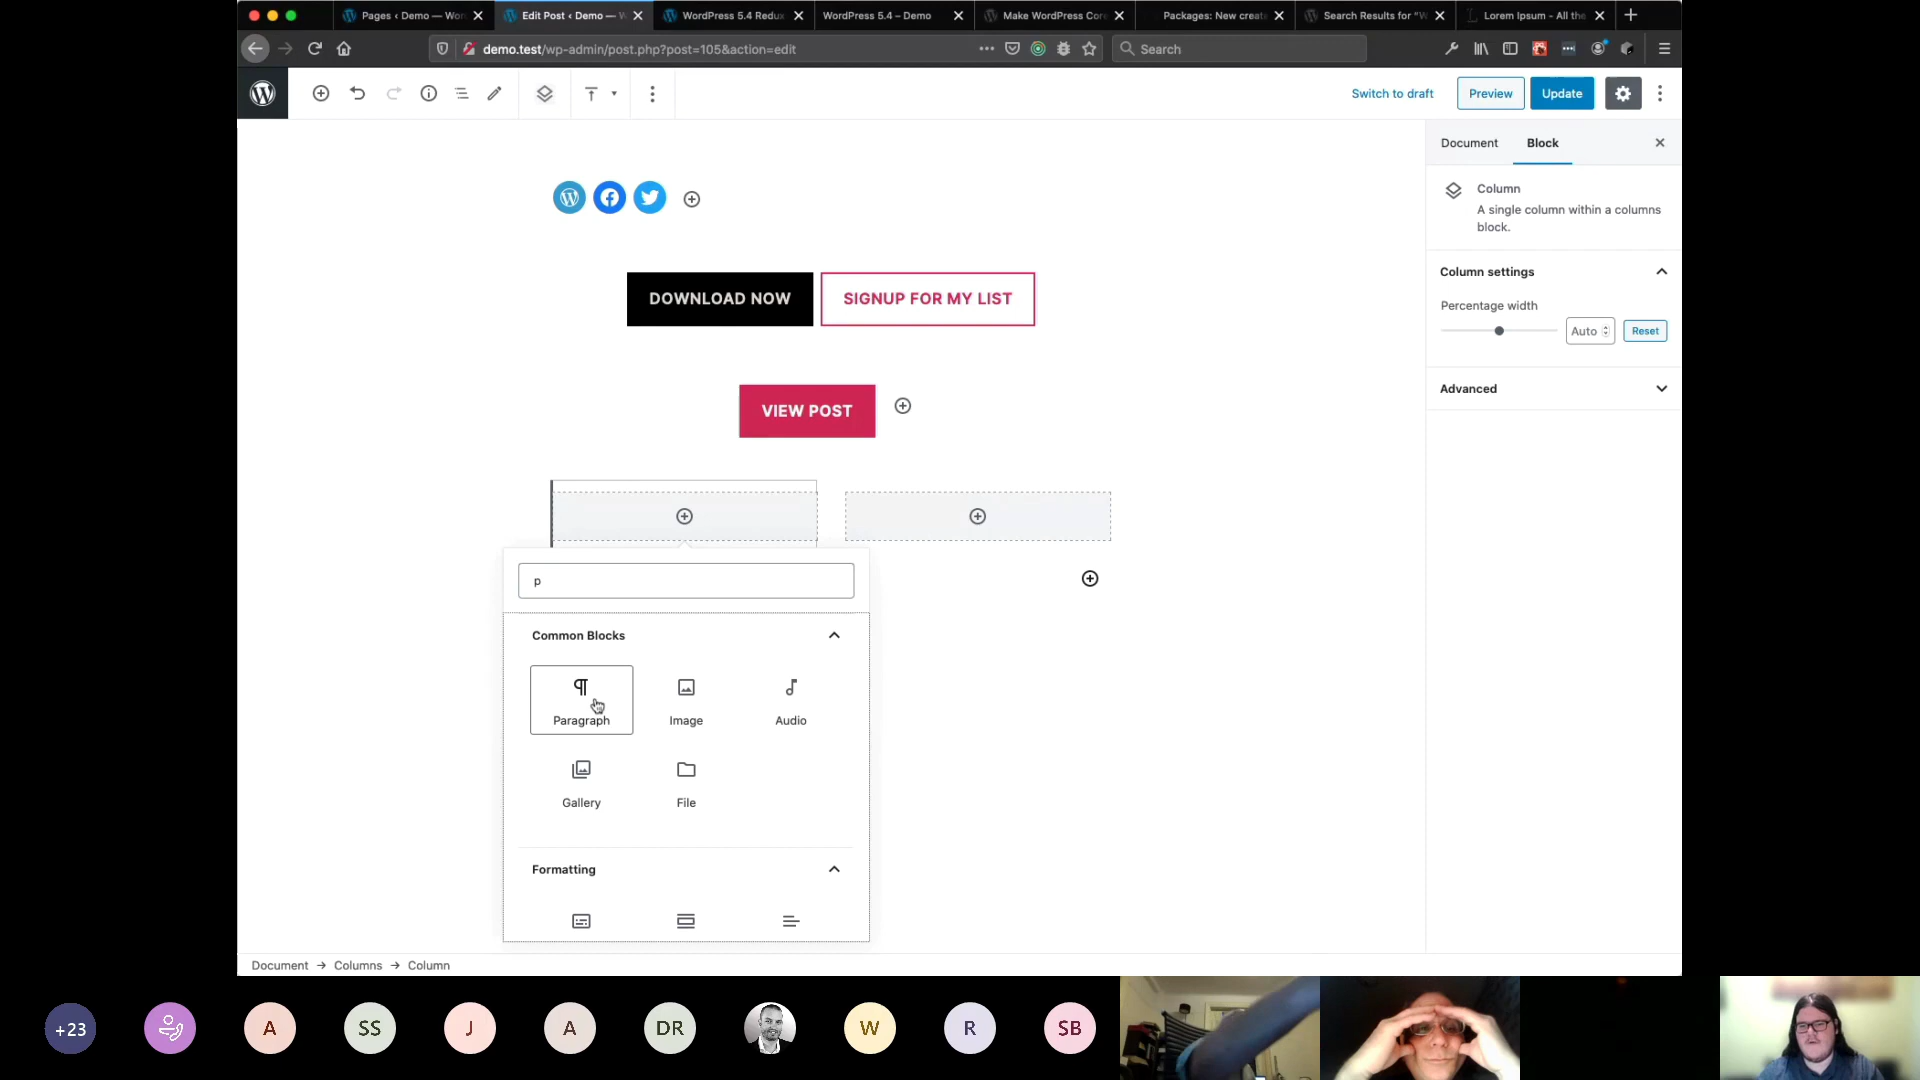 Pages ‹ Demo — Wor
Edit Post ‹ Demo — W
WordPress 5.4 Redux
WordPress 5.4 – Demo
Make WordPress Core
Packages: New create
Search Results for "W
Lorem Ipsum - All the
demo.test/wp-admin/post.php?post=105&action=edit
Search
Switch to draft
Preview
Update
Document
Block
Column
A single column within a columns
block.
Column settings
Percentage width
Auto
Reset
Advanced
DOWNLOAD NOW
SIGNUP FOR MY LIST
VIEW POST
p
Common Blocks
Paragraph
Image
Audio
Gallery
File
Formatting
Document → Columns → Column
+23
A
SS
J
A
DR
W
R
SB